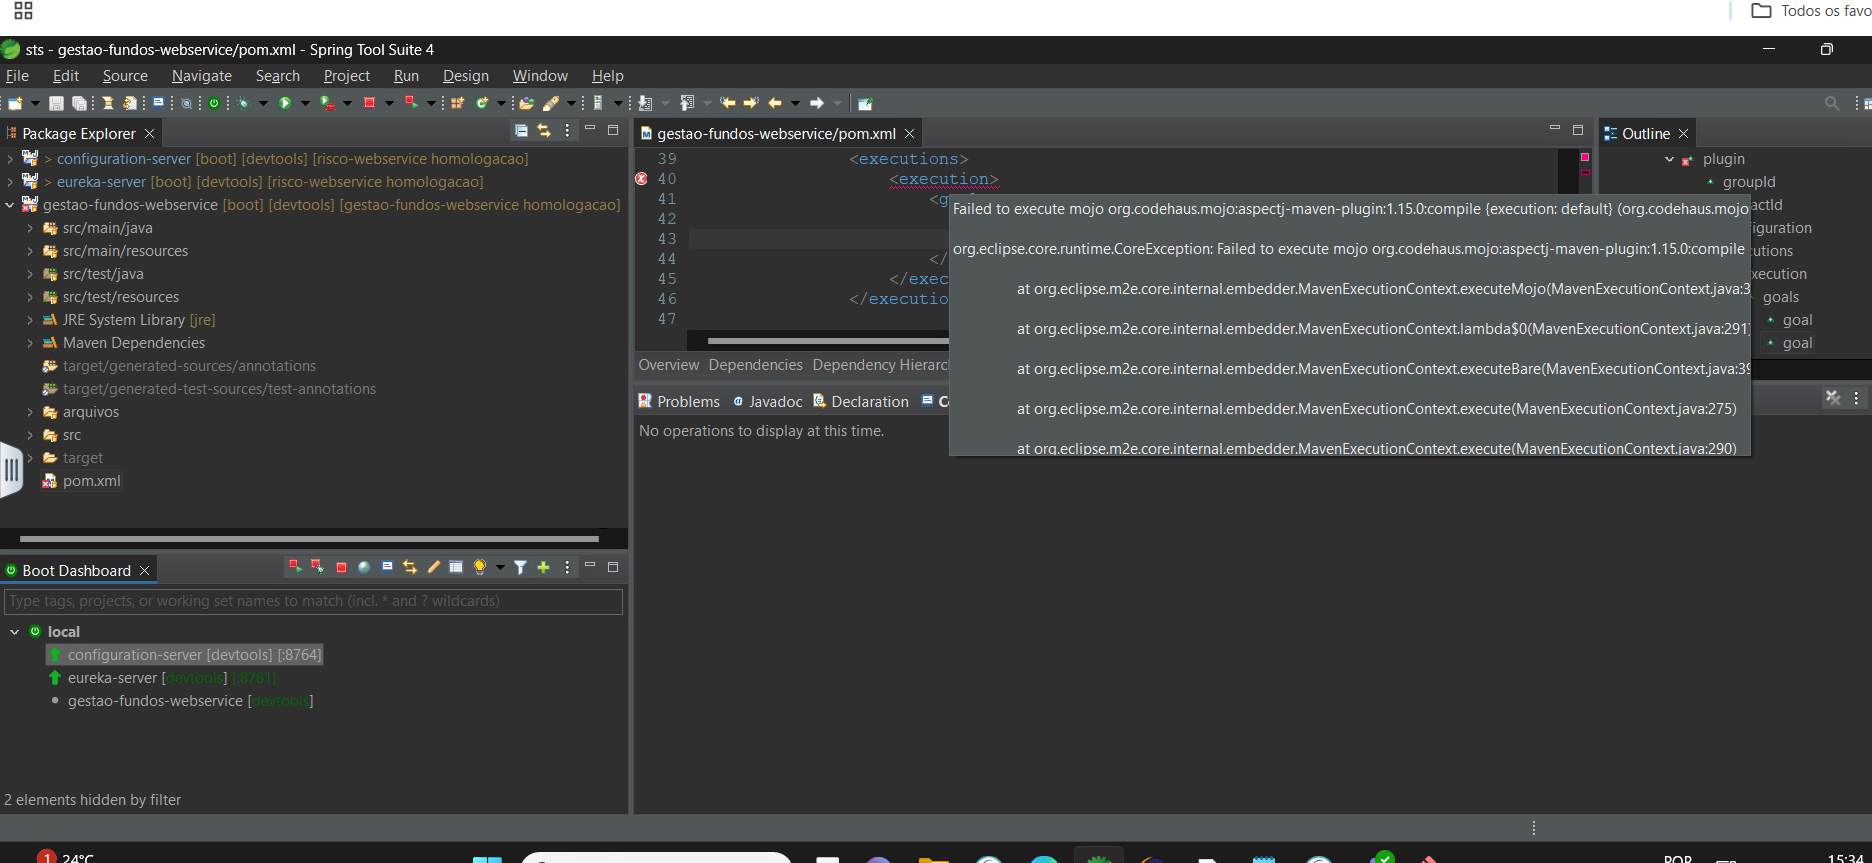 Todos os favo
sts - gestao-fundos-webservice/pom.xml - Spring Tool Suite 4
File Edit Source Navigate Search Project Run Design Window Help
Package Explorer
> configuration-server [boot] [devtools] [risco-webservice homologacao]
> eureka-server [boot] [devtools] [risco-webservice homologacao]
gestao-fundos-webservice [boot] [devtools] [gestao-fundos-webservice homologacao]
src/main/java
src/main/resources
src/test/java
src/test/resources
JRE System Library [jre]
Maven Dependencies
target/generated-sources/annotations
target/generated-test-sources/test-annotations
arquivos
src
target
pom.xml
gestao-fundos-webservice/pom.xml
39 <executions>
40 <execution>
41 <g
42
43
44 </
45 </exec
46 </executio
47
Failed to execute mojo org.codehaus.mojo:aspectj-maven-plugin:1.15.0:compile {execution: default} (org.codehaus.mojo
org.eclipse.core.runtime.CoreException: Failed to execute mojo org.codehaus.mojo:aspectj-maven-plugin:1.15.0:compile
at org.eclipse.m2e.core.internal.embedder.MavenExecutionContext.executeMojo(MavenExecutionContext.java:3
at org.eclipse.m2e.core.internal.embedder.MavenExecutionContext.lambda$0(MavenExecutionContext.java:291
at org.eclipse.m2e.core.internal.embedder.MavenExecutionContext.executeBare(MavenExecutionContext.java:39
at org.eclipse.m2e.core.internal.embedder.MavenExecutionContext.execute(MavenExecutionContext.java:275)
at org.eclipse.m2e.core.internal.embedder.MavenExecutionContext.execute(MavenExecutionContext.java:290)
Overview Dependencies Dependency Hierarc
Outline
plugin
groupId
actId
iguration
utions
xecution
goals
goal
goal
Problems Javadoc Declaration C
No operations to display at this time.
Boot Dashboard
Type tags, projects, or working set names to match (incl. * and ? wildcards)
local
configuration-server [devtools] [:8764]
eureka-server [devtools] [:8761]
gestao-fundos-webservice [devtools]
2 elements hidden by filter
1 24°C
POR
15:34